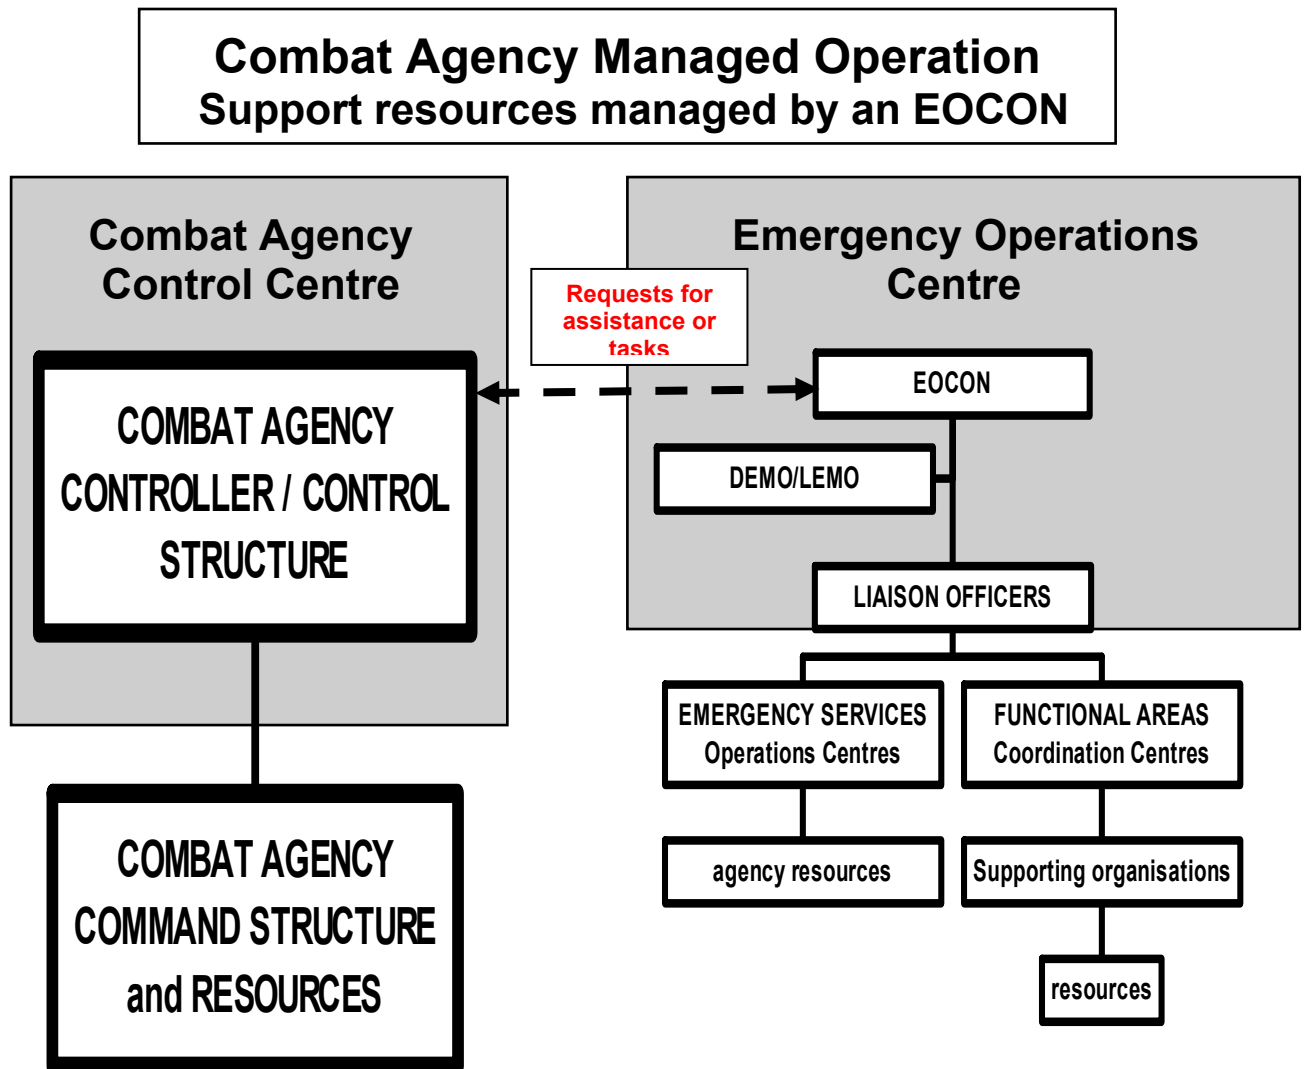 Combat Agency Managed Operation
Support resources managed by an EOCON
Combat Agency
Control Centre
Emergency Operations
Centre
Requests for
assistance or
tasks
COMBAT AGENCY
CONTROLLER / CONTROL
STRUCTURE
EOCON
DEMO/LEMO
LIAISON OFFICERS
EMERGENCY SERVICES
Operations Centres
FUNCTIONAL AREAS
Coordination Centres
COMBAT AGENCY
COMMAND STRUCTURE
and RESOURCES
agency resources
Supporting organisations
resources